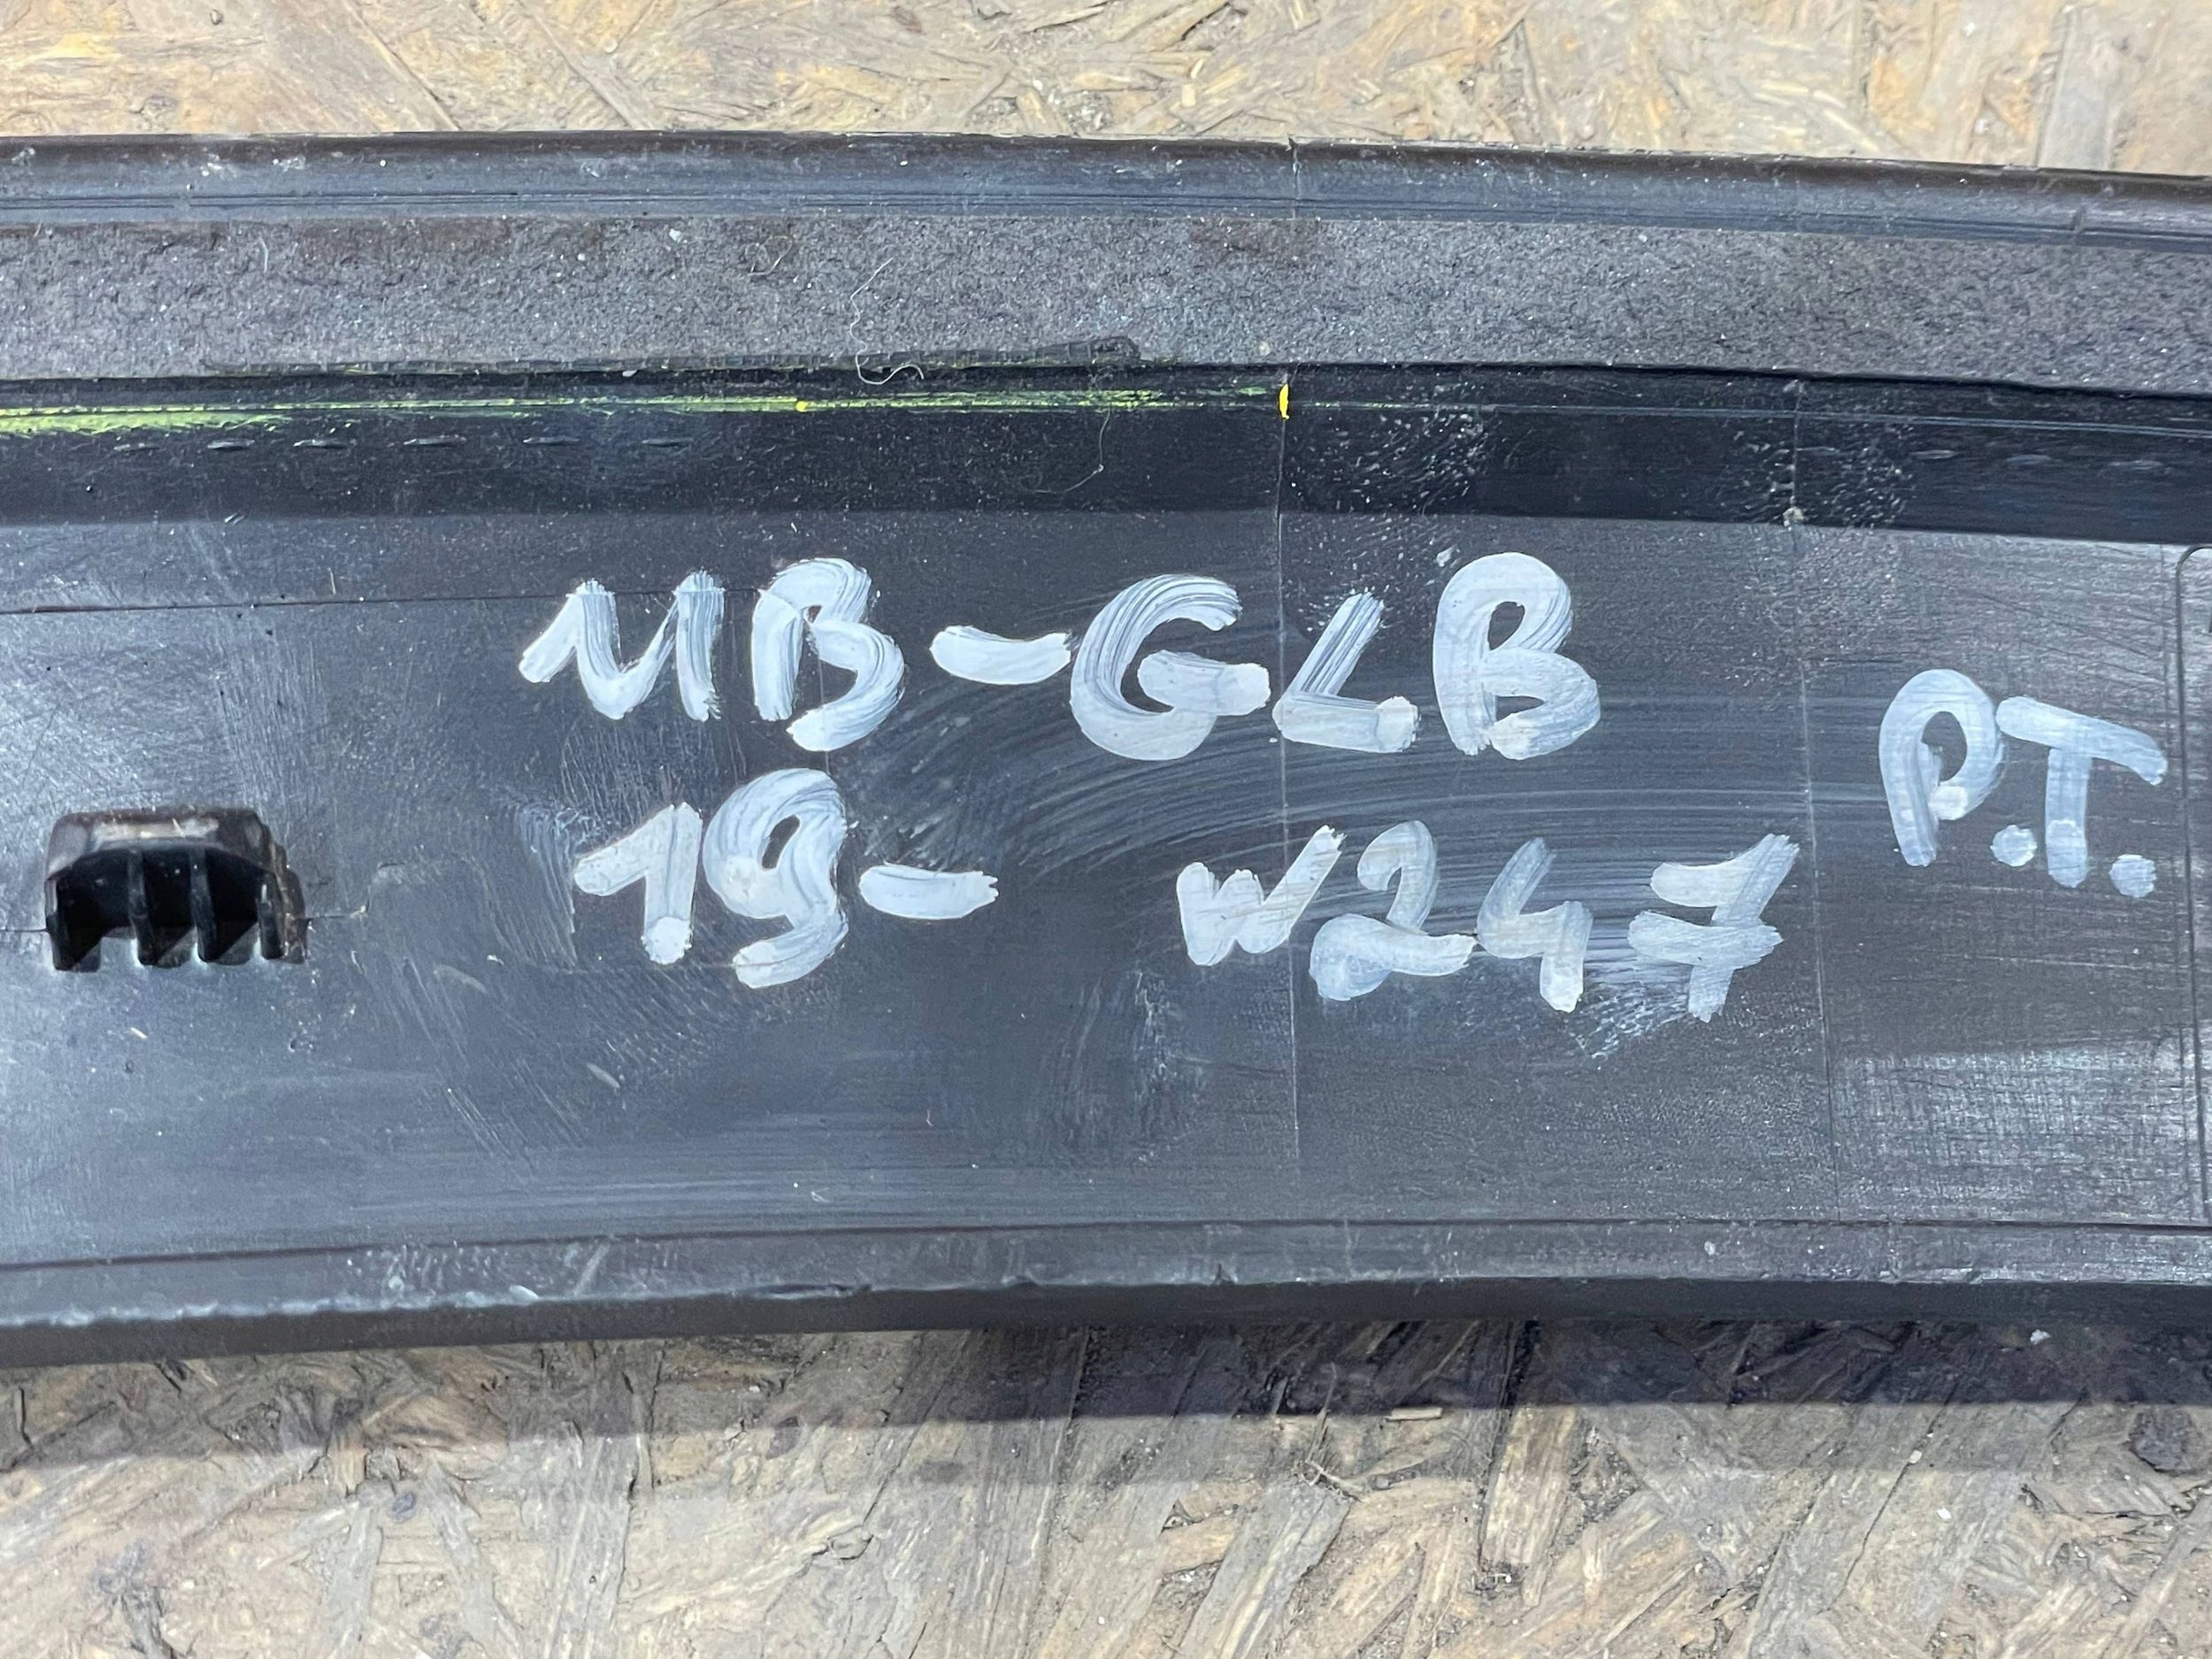 MB-GLB
19- W247
P.T.